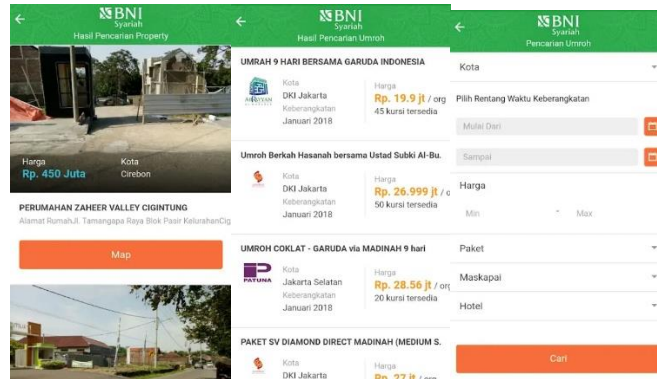 BNI
Syariah
Hasil Pencarian Property
Harga
Rp. 450 Juta
Kota
Cirebon
PERUMAHAN ZAHEER VALLEY CIGINTUNG
Alamat RumahJl. Tamangapa Raya Blok Pasir KelurahanCig
Map
BNI
Syariah
Hasil Pencarian Umroh
UMRAH 9 HARI BERSAMA GARUDA INDONESIA
Kota
DKI Jakarta
Keberangkatan
Januari 2018
Harga
Rp. 19.9 jt / org
45 kursi tersedia
Umroh Berkah Hasanah bersama Ustad Subki Al-Bu.
Kota
DKI Jakarta
Keberangkatan
Januari 2018
Harga
Rp. 26.999 jt / o
50 kursi tersedia
UMROH COKLAT - GARUDA via MADINAH 9 hari
PATUNA
Kota
Jakarta Selatan
Keberangkatan
Januari 2018
Harga
Rp. 28.56 jt / org
20 kursi tersedia
PAKET SV DIAMOND DIRECT MADINAH (MEDIUM S.
Kota
DKI Jakarta
Harga
Rp. 27 jt / org
BNI
Syariah
Pencarian Umroh
Kota
Pilih Rentang Waktu Keberangkatan
Mulai Dari
Sampai
Harga
Min - Max
Paket
Maskapai
Hotel
Cari